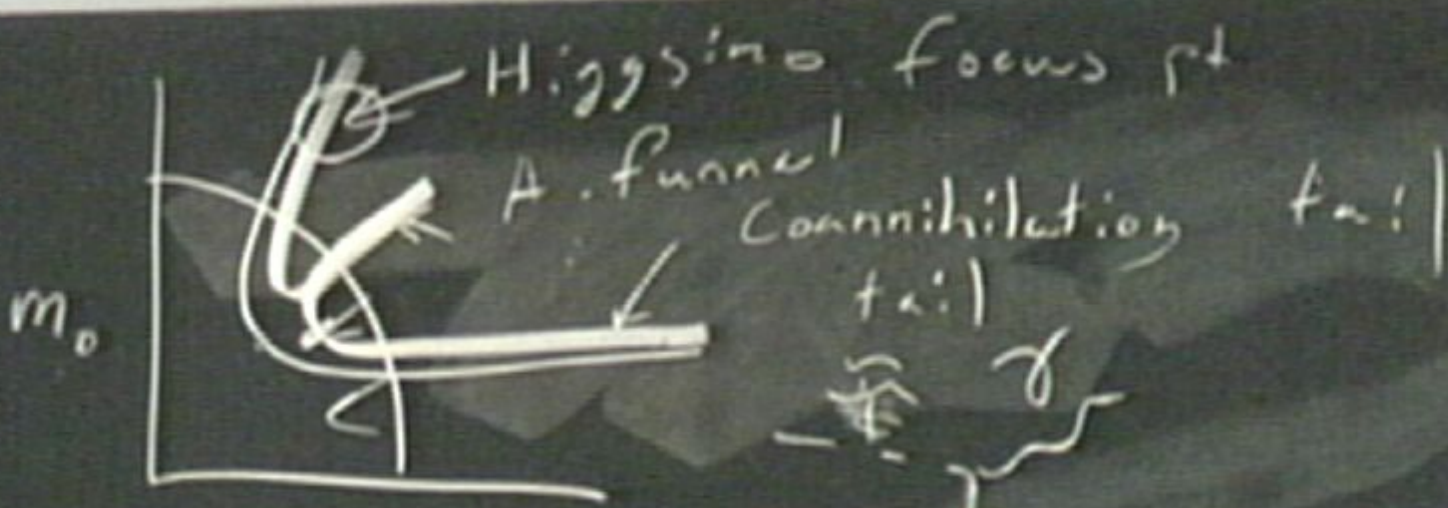 Higgsino focus pt
A. funnel
Coannihilation tail
tail
m₀
γ